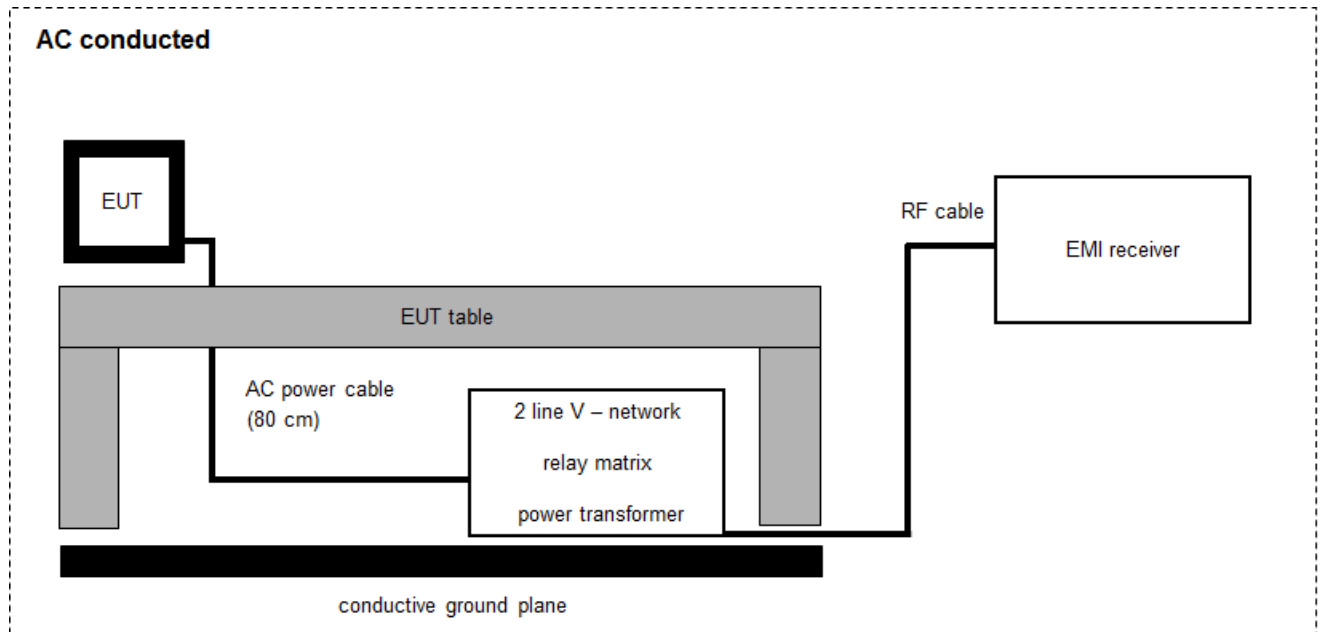 AC conducted
EUT
RF cable
EMI receiver
EUT table
AC power cable
(80 cm)
2 line V – network
relay matrix
power transformer
conductive ground plane